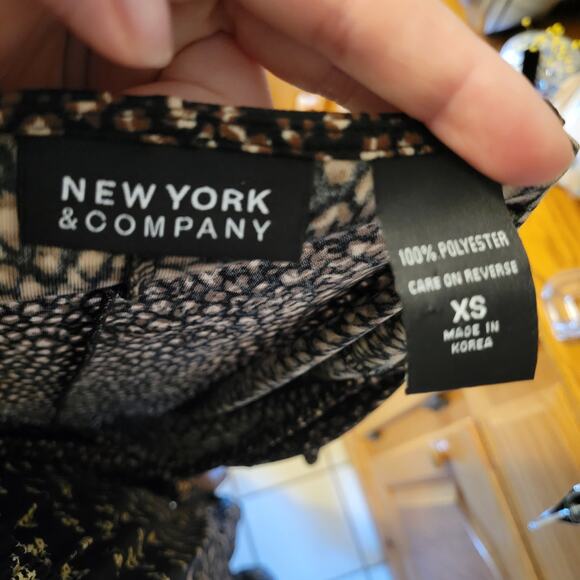 NEW YORK
& COMPANY
100% POLYESTER
CARE ON REVERSE
XS
MADE IN
KOREA